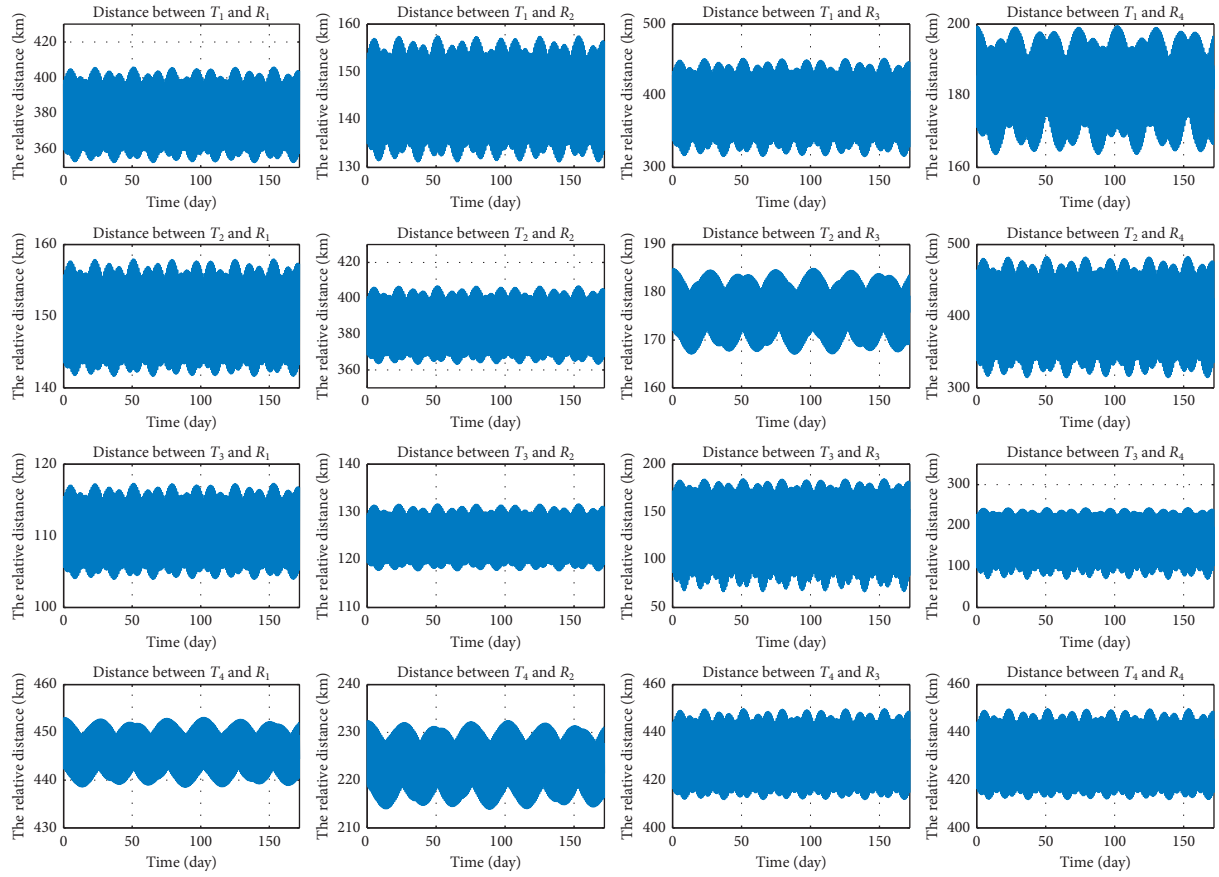 Distance between T₁ and R₁
The relative distance (km)
420
400
380
360
0 50 100 150
Time (day)
Distance between T₁ and R₂
The relative distance (km)
160
150
140
130
0 50 100 150
Time (day)
Distance between T₁ and R₃
The relative distance (km)
500
400
300
0 50 100 150
Time (day)
Distance between T₁ and R₄
The relative distance (km)
200
180
160
0 50 100 150
Time (day)
Distance between T₂ and R₁
The relative distance (km)
160
150
140
0 50 100 150
Time (day)
Distance between T₂ and R₂
The relative distance (km)
420
400
380
360
0 50 100 150
Time (day)
Distance between T₂ and R₃
The relative distance (km)
190
180
170
160
0 50 100 150
Time (day)
Distance between T₂ and R₄
The relative distance (km)
500
400
300
0 50 100 150
Time (day)
Distance between T₃ and R₁
The relative distance (km)
120
110
100
0 50 100 150
Time (day)
Distance between T₃ and R₂
The relative distance (km)
140
130
120
110
0 50 100 150
Time (day)
Distance between T₃ and R₃
The relative distance (km)
200
150
100
50
0 50 100 150
Time (day)
Distance between T₃ and R₄
The relative distance (km)
300
200
100
0
0 50 100 150
Time (day)
Distance between T₄ and R₁
The relative distance (km)
460
450
440
430
0 50 100 150
Time (day)
Distance between T₄ and R₂
The relative distance (km)
240
230
220
210
0 50 100 150
Time (day)
Distance between T₄ and R₃
The relative distance (km)
460
440
420
400
0 50 100 150
Time (day)
Distance between T₄ and R₄
The relative distance (km)
460
440
420
400
0 50 100 150
Time (day)